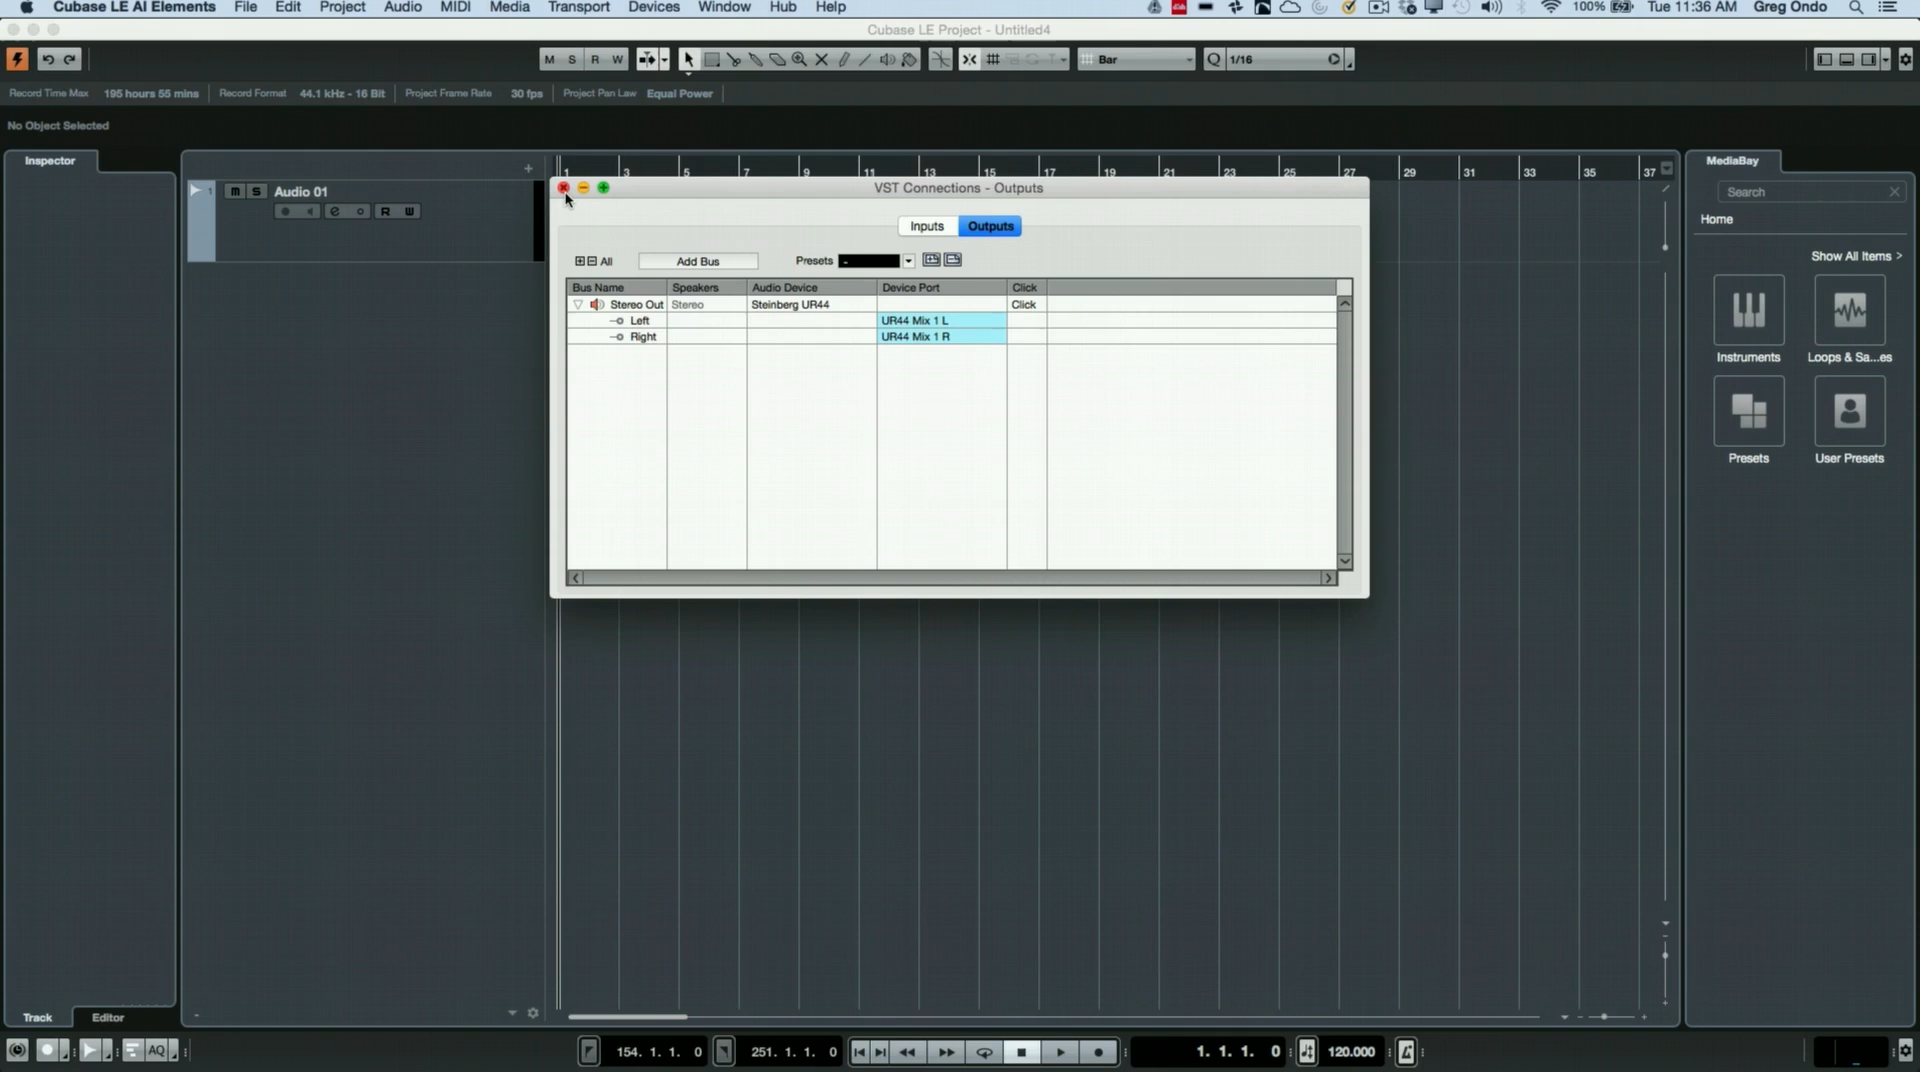 Cubase LE AI Elements File Edit Project Audio MIDI Media Transport Devices Window Hub Help 100% Tue 11:36 AM Greg Ondo
Cubase LE Project - Untitled4
M S R W Bar Q 1/16
Record Time Max 195 hours 55 mins Record Format 44.1 kHz - 16 Bit Project Frame Rate 30 fps Project Pan Law Equal Power
No Object Selected
Inspector
1 3 5 7 9 11 13 15 17 19 21 23 25 27 29 31 33 35 37
MediaBay
1 m S Audio 01
e R W
VST Connections - Outputs
Search
Home
Inputs Outputs
All Add Bus Presets -
Show All Items >
Bus Name Speakers Audio Device Device Port Click
Stereo Out Stereo Steinberg UR44 Click
Left UR44 Mix 1 L
Right UR44 Mix 1 R
Instruments Loops & Sa...es
Presets User Presets
Track Editor
AQ 154. 1. 1. 0 251. 1. 1. 0 1. 1. 1. 0 120.000